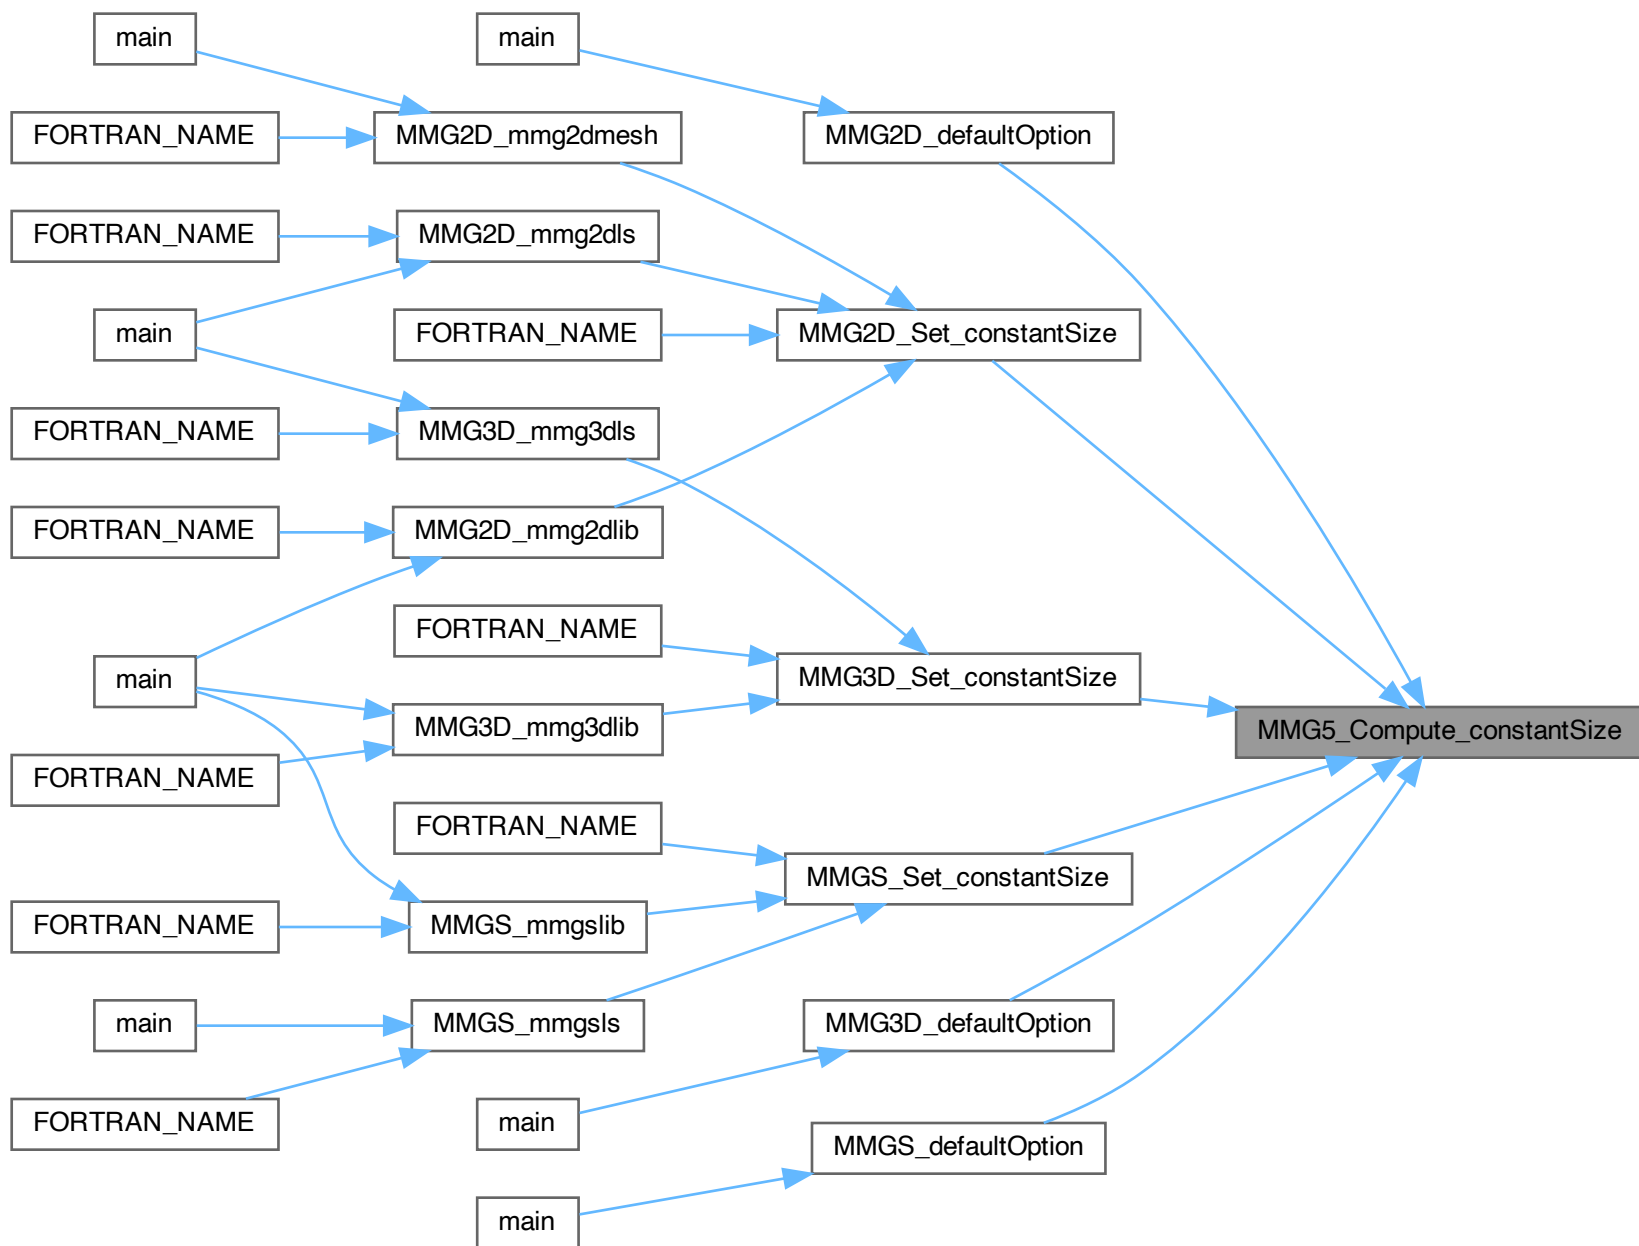 main
main
FORTRAN_NAME
MMG2D_mmg2dmesh
MMG2D_defaultOption
FORTRAN_NAME
MMG2D_mmg2dls
main
FORTRAN_NAME
MMG2D_Set_constantSize
FORTRAN_NAME
MMG3D_mmg3dls
FORTRAN_NAME
MMG2D_mmg2dlib
FORTRAN_NAME
main
MMG3D_Set_constantSize
MMG3D_mmg3dlib
MMG5_Compute_constantSize
FORTRAN_NAME
FORTRAN_NAME
MMGS_Set_constantSize
FORTRAN_NAME
MMGS_mmgslib
main
MMGS_mmgsls
MMG3D_defaultOption
FORTRAN_NAME
main
MMGS_defaultOption
main